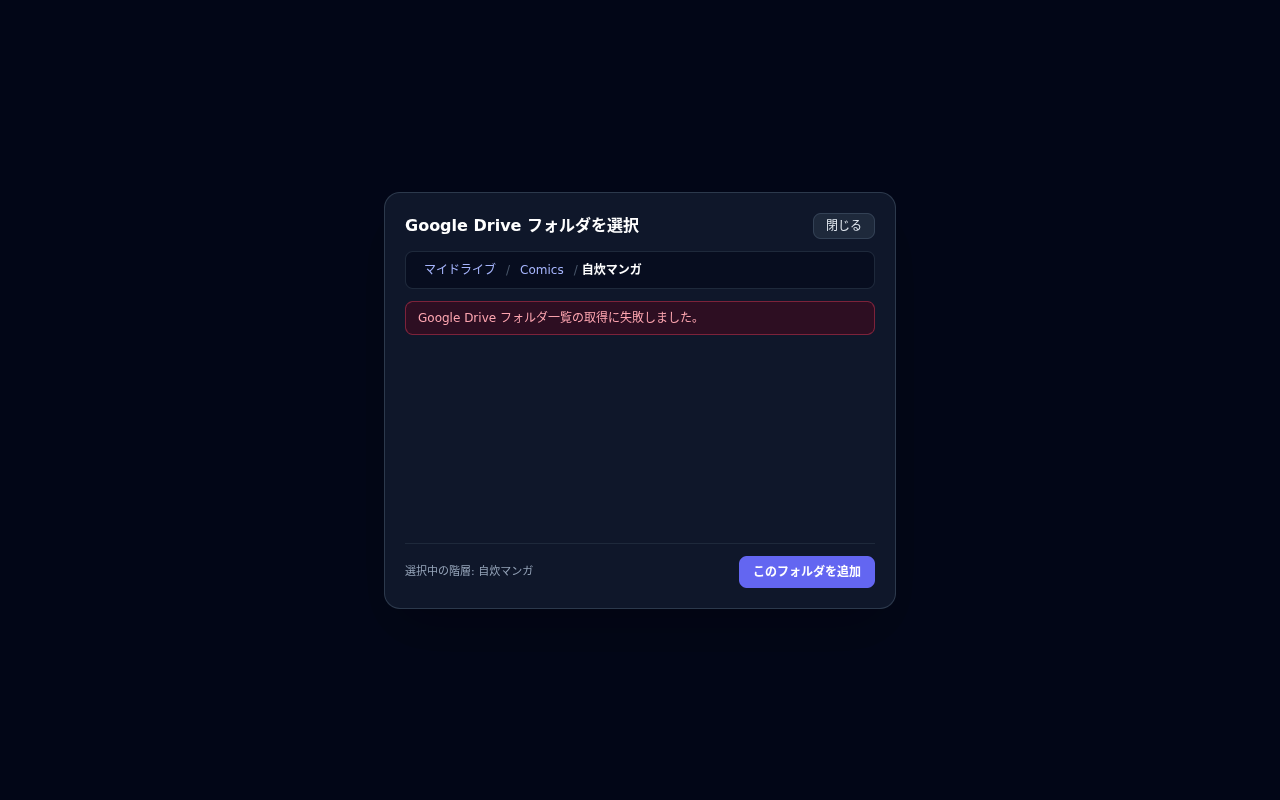 Google Drive フォルダを選択
閉じる
マイドライブ / Comics / 自炊マンガ
Google Drive フォルダ一覧の取得に失敗しました。
選択中の階層: 自炊マンガ
このフォルダを追加